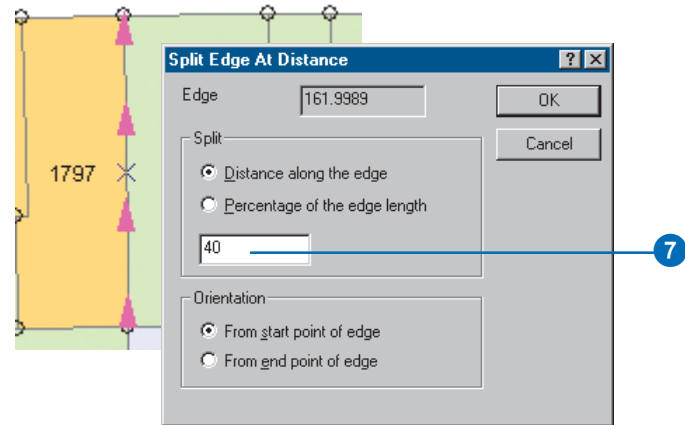 Split Edge At Distance
?
Edge
161.9989
OK
Split
Cancel
Distance along the edge
Percentage of the edge length
40
Orientation
From start point of edge
From end point of edge
1797
7